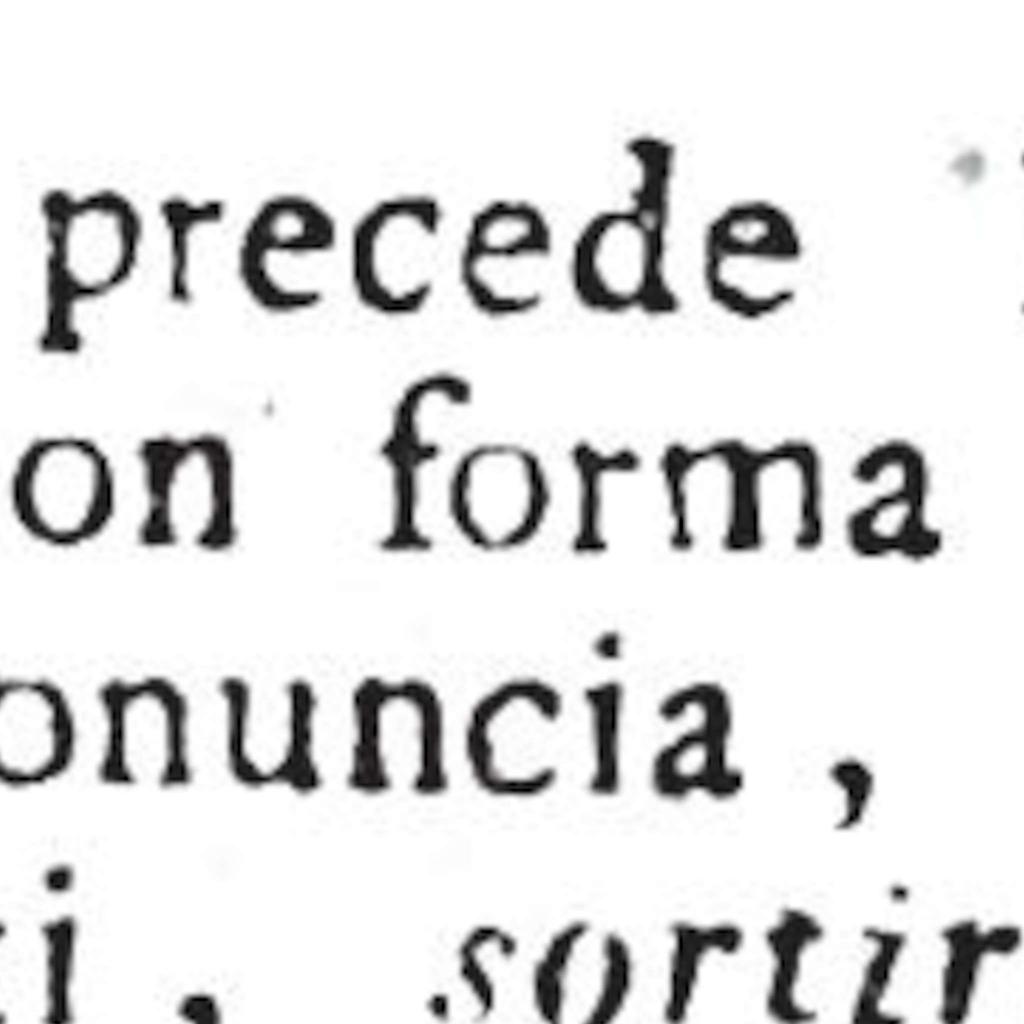 precede
on forma
onuncia ,
i , sortir